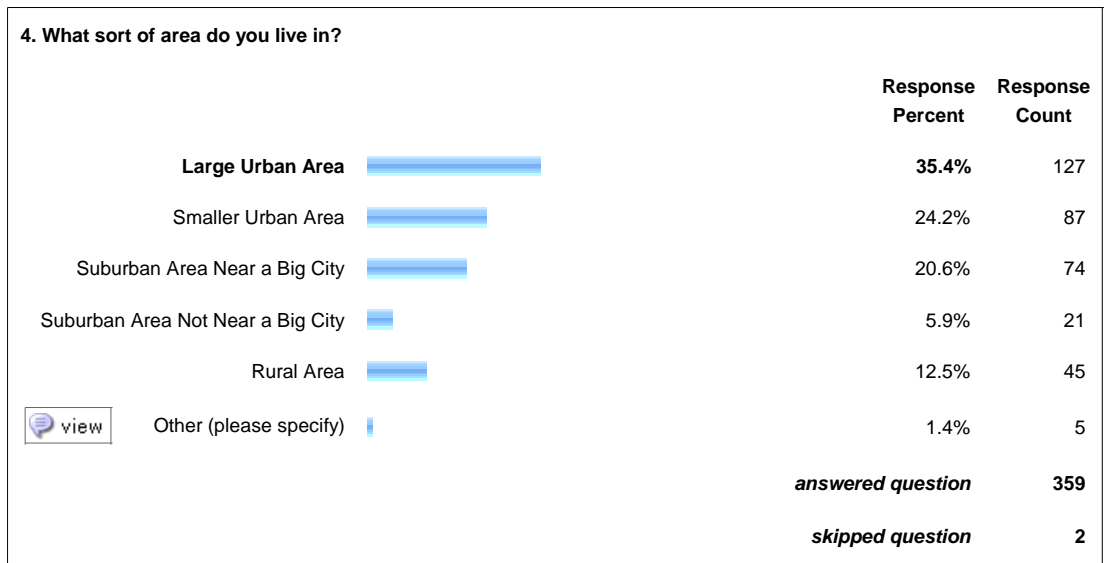 4. What sort of area do you live in?
Response Response
Percent Count
Large Urban Area 35.4% 127
Smaller Urban Area 24.2% 87
Suburban Area Near a Big City 20.6% 74
Suburban Area Not Near a Big City 5.9% 21
Rural Area 12.5% 45
view Other (please specify) 1.4% 5
answered question 359
skipped question 2